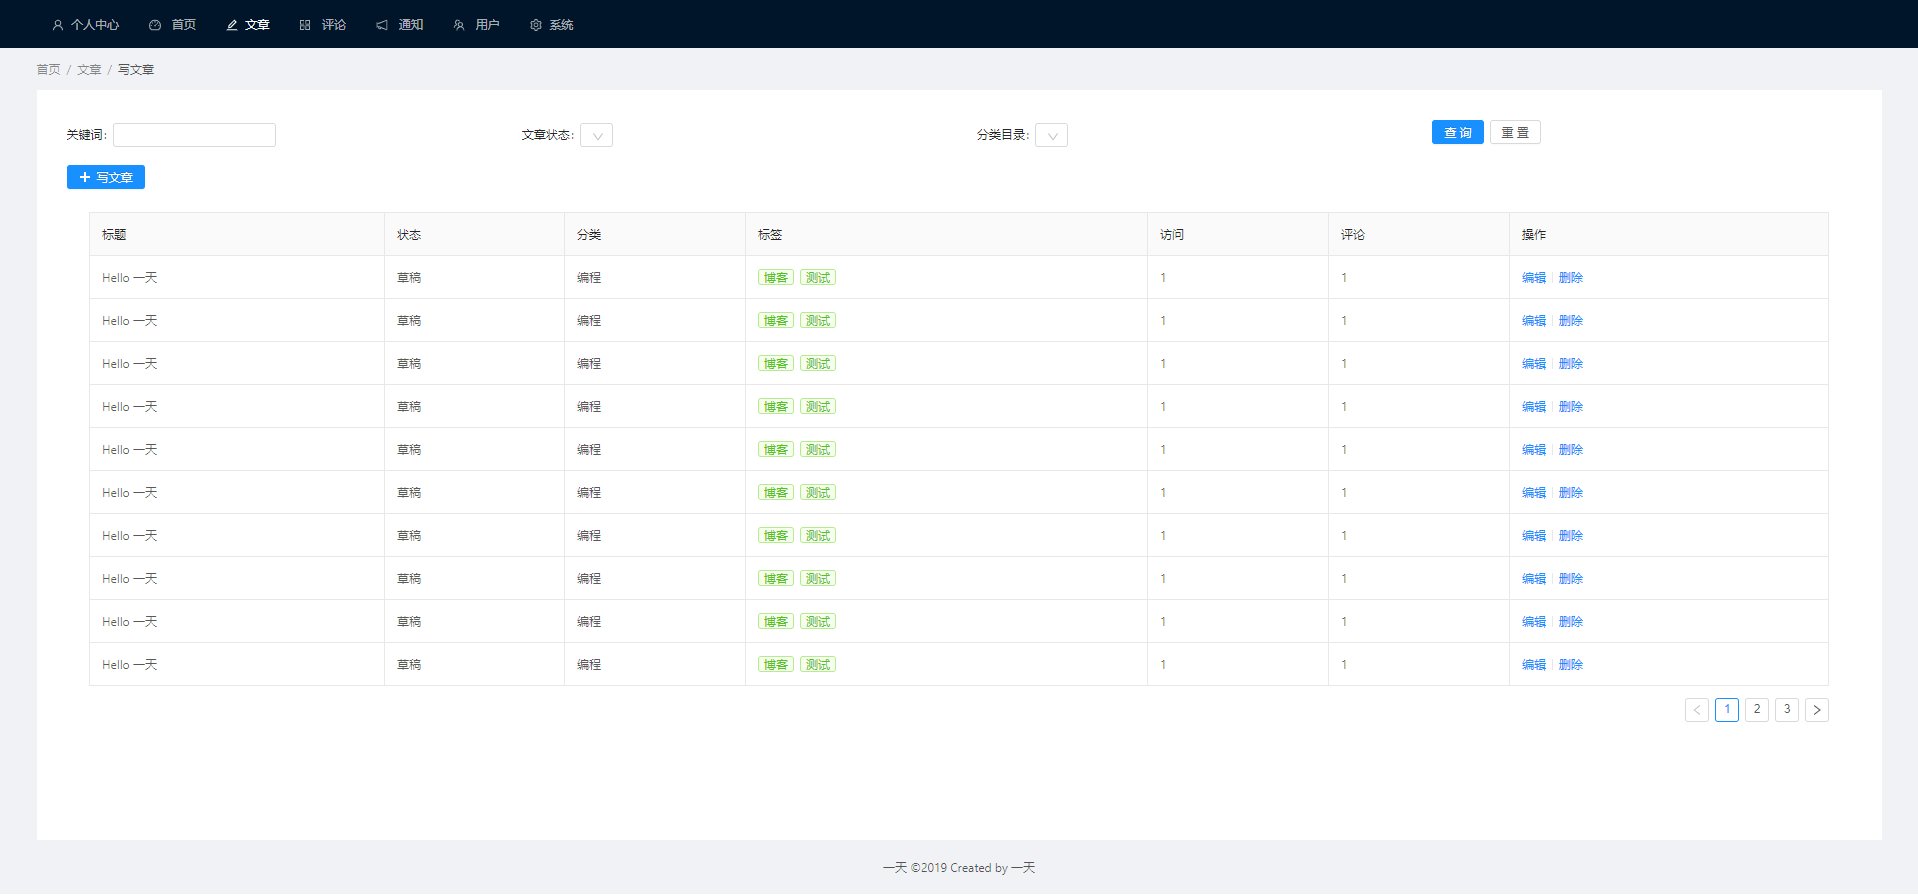 个人中心 首页 文章 评论 通知 用户 系统
首页 / 文章 / 写文章
关键词: 文章状态: 分类目录: 查 询 重 置
写文章
标题 状态 分类 标签 访问 评论 操作
Hello 一天 草稿 编程 博客 测试 1 1 编辑 删除
Hello 一天 草稿 编程 博客 测试 1 1 编辑 删除
Hello 一天 草稿 编程 博客 测试 1 1 编辑 删除
Hello 一天 草稿 编程 博客 测试 1 1 编辑 删除
Hello 一天 草稿 编程 博客 测试 1 1 编辑 删除
Hello 一天 草稿 编程 博客 测试 1 1 编辑 删除
Hello 一天 草稿 编程 博客 测试 1 1 编辑 删除
Hello 一天 草稿 编程 博客 测试 1 1 编辑 删除
Hello 一天 草稿 编程 博客 测试 1 1 编辑 删除
Hello 一天 草稿 编程 博客 测试 1 1 编辑 删除
1 2 3
一天 ©2019 Created by 一天